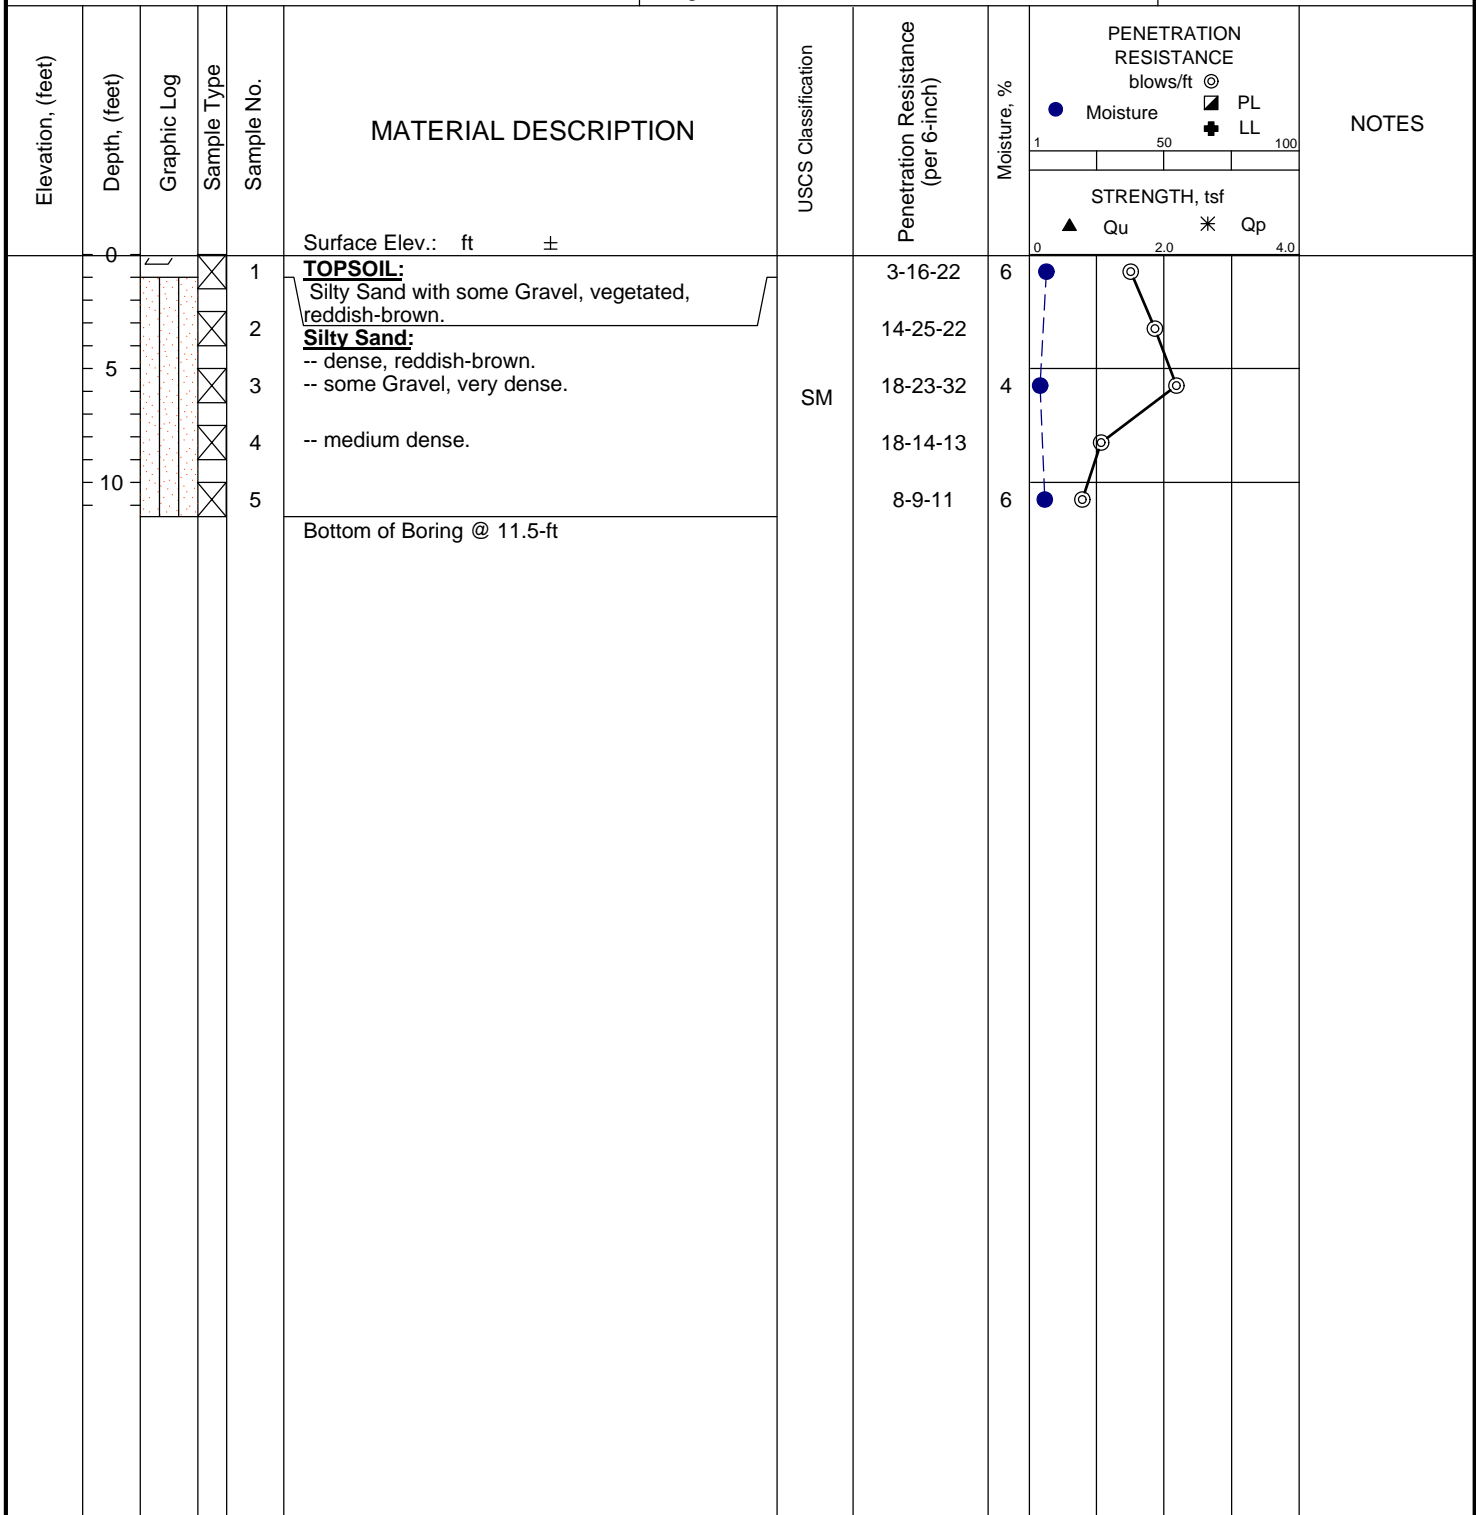 Elevation, (feet)
Depth, (feet)
Graphic Log
Sample Type
Sample No.
MATERIAL DESCRIPTION
Surface Elev.: ft ±
USCS Classification
Penetration Resistance
(per 6-inch)
Moisture, %
PENETRATION
RESISTANCE
blows/ft
Moisture
PL
LL
1 50 100
STRENGTH, tsf
Qu Qp
0 2.0 4.0
NOTES
0
1 TOPSOIL: 3-16-22 6
Silty Sand with some Gravel, vegetated,
reddish-brown.
2 Silty Sand: 14-25-22
-- dense, reddish-brown.
5
3 -- some Gravel, very dense. 18-23-32 4
SM
4 -- medium dense. 18-14-13
10
5 8-9-11 6
Bottom of Boring @ 11.5-ft